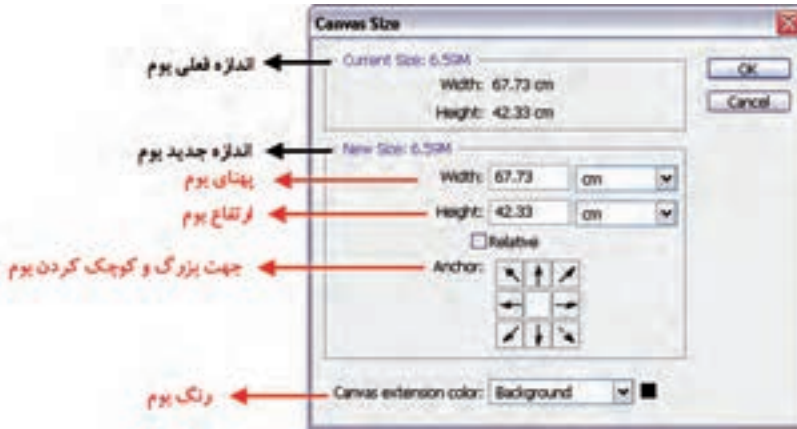 Canvas Size
اندازه فعلی بوم
Current Size: 6.59M
OK
Width: 67.73 cm
Height: 42.33 cm
Cancel
اندازه جدید بوم
New Size: 6.59M
پهنای بوم
Width: 67.73 cm
ارتفاع بوم
Height: 42.33 cm
Relative
جهت بزرگ و کوچک کردن بوم
Anchor:
رنگ بوم
Canvas extension color: Background